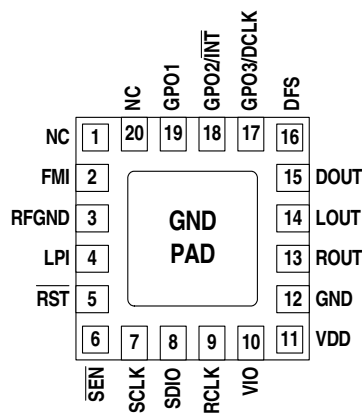 NC
GPO1
GPO2/INT
GPO3/DCLK
DFS
NC 1 20 19 18 17 16
FMI 2 15 DOUT
RFGND 3 14 LOUT
GND
PAD
LPI 4 13 ROUT
RST 5 12 GND
6 7 8 9 10 11 VDD
SEN
SCLK
SDIO
RCLK
VIO